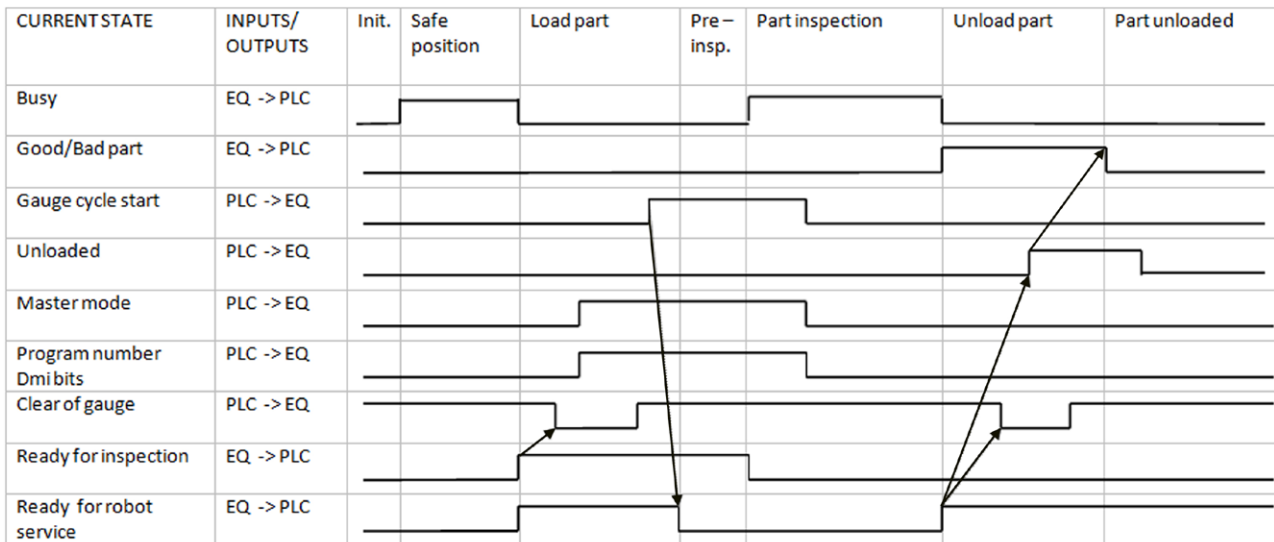 CURRENT STATE
INPUTS/
OUTPUTS
Init.
Safe
position
Load part
Pre –
insp.
Part inspection
Unload part
Part unloaded
Busy
EQ -> PLC
Good/Bad part
EQ -> PLC
Gauge cycle start
PLC -> EQ
Unloaded
PLC -> EQ
Master mode
PLC -> EQ
Program number
Dmi bits
PLC -> EQ
Clear of gauge
PLC -> EQ
Ready for inspection
EQ -> PLC
Ready for robot
service
EQ -> PLC